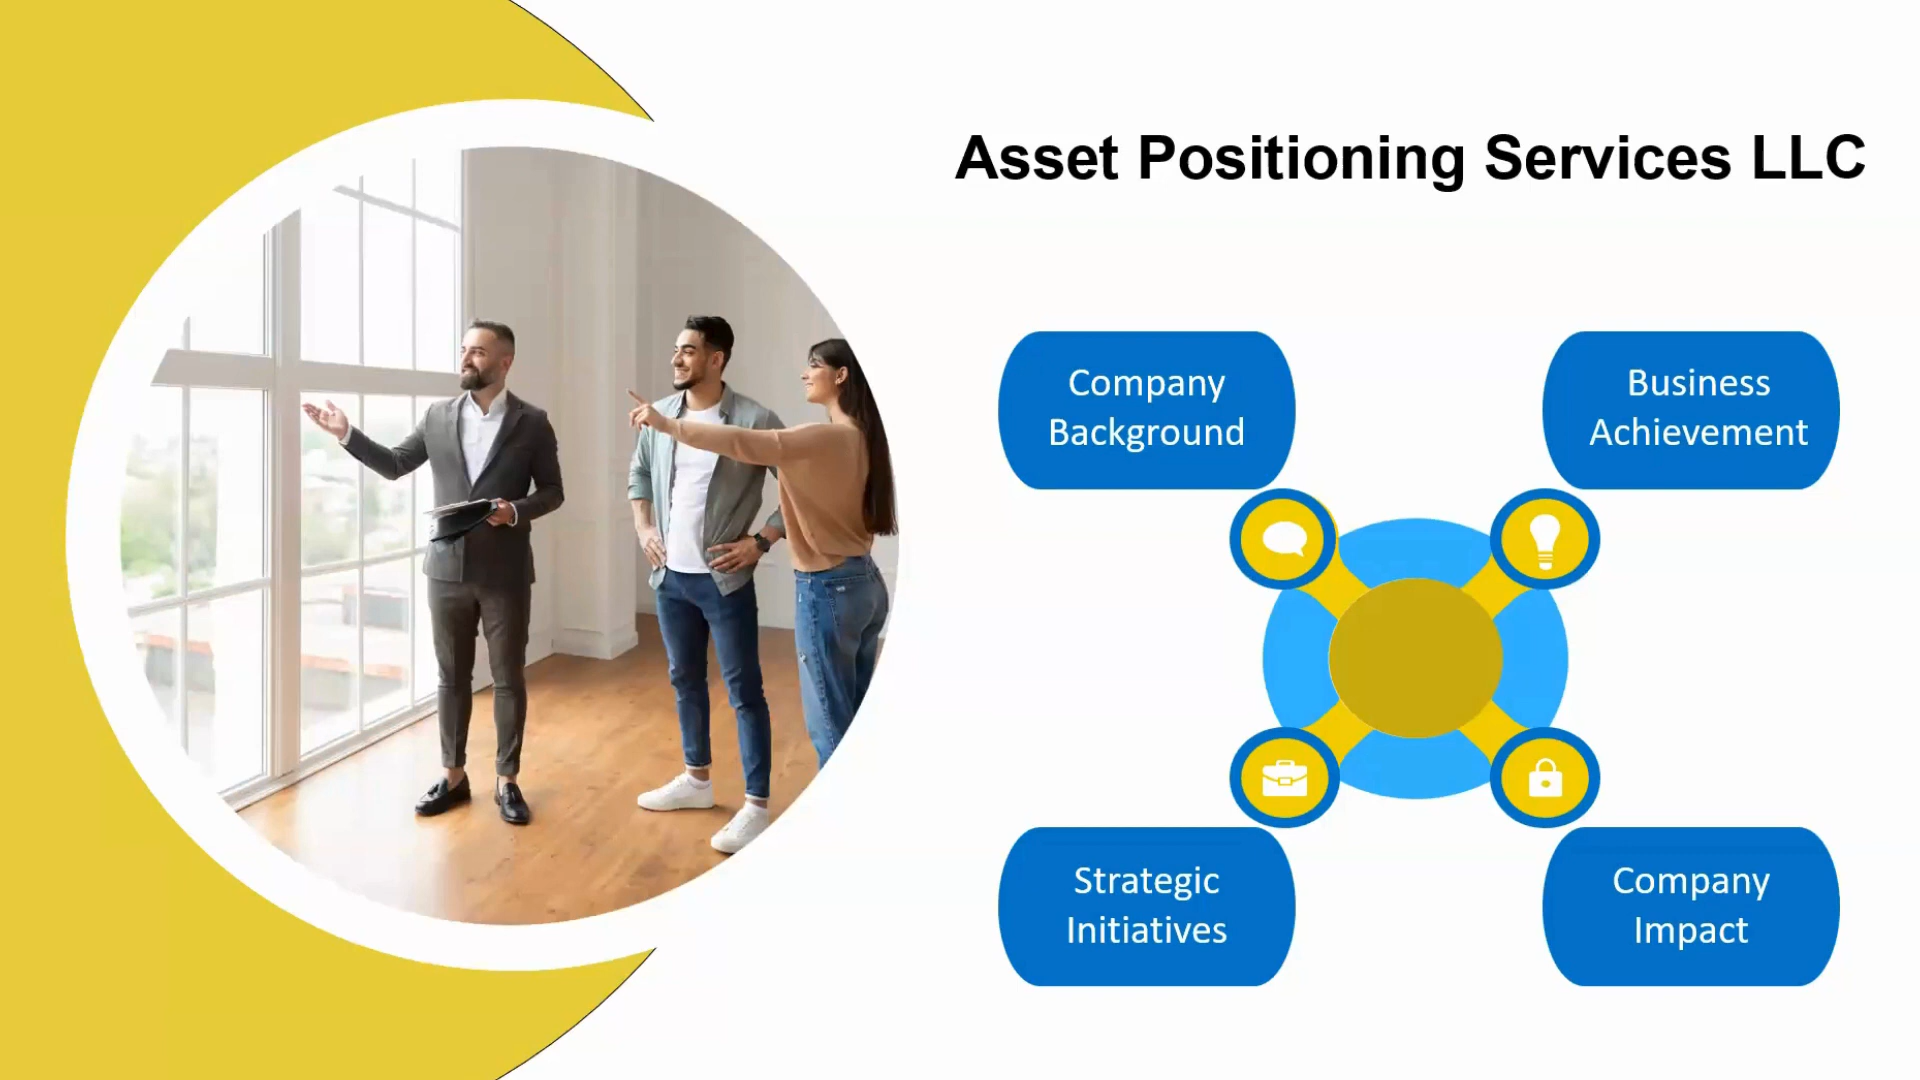 Asset Positioning Services LLC
Company
Background
Business
Achievement
Strategic
Initiatives
Company
Impact